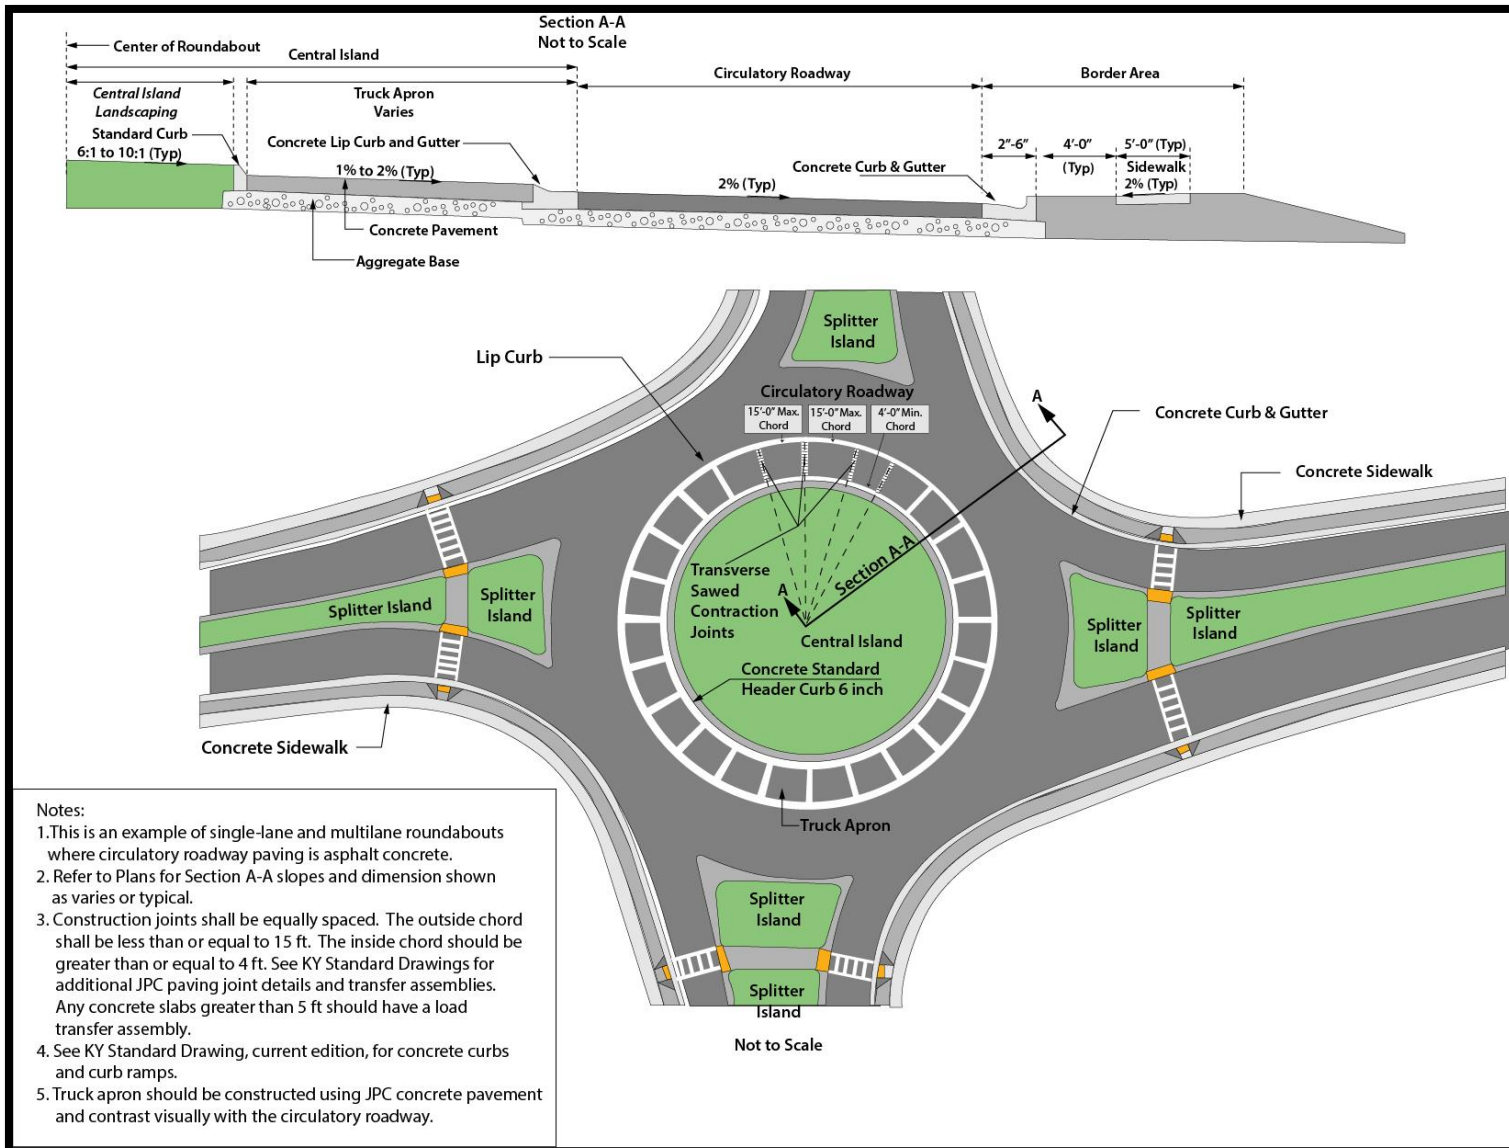 Section A-A
Not to Scale
Center of Roundabout
Central Island
Circulatory Roadway
Border Area
Central Island
Landscaping
Truck Apron
Varies
Standard Curb
6:1 to 10:1 (Typ)
Concrete Lip Curb and Gutter
1% to 2% (Typ)
2% (Typ)
Concrete Curb & Gutter
2”-6”
4’-0”
(Typ)
5’-0” (Typ)
Sidewalk
2% (Typ)
Concrete Pavement
Aggregate Base
Splitter
Island
Lip Curb
Circulatory Roadway
15’-0” Max.
Chord
15’-0” Max.
Chord
4’-0” Min.
Chord
A
Concrete Curb & Gutter
Concrete Sidewalk
Section A-A
Transverse
Sawed
Contraction
Joints
A
Splitter Island
Splitter
Island
Splitter
Island
Splitter
Island
Central Island
Concrete Standard
Header Curb 6 inch
Concrete Sidewalk
Truck Apron
Splitter
Island
Splitter
Island
Not to Scale
Notes:
1.This is an example of single-lane and multilane roundabouts
where circulatory roadway paving is asphalt concrete.
2. Refer to Plans for Section A-A slopes and dimension shown
as varies or typical.
3. Construction joints shall be equally spaced. The outside chord
shall be less than or equal to 15 ft. The inside chord should be
greater than or equal to 4 ft. See KY Standard Drawings for
additional JPC paving joint details and transfer assemblies.
Any concrete slabs greater than 5 ft should have a load
transfer assembly.
4. See KY Standard Drawing, current edition, for concrete curbs
and curb ramps.
5. Truck apron should be constructed using JPC concrete pavement
and contrast visually with the circulatory roadway.